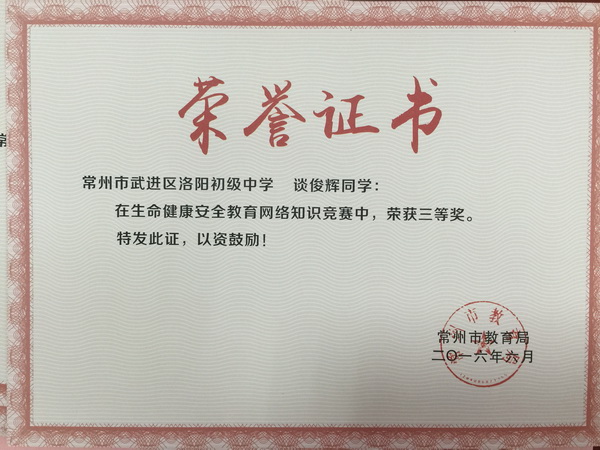 荣誉证书
常州市武进区洛阳初级中学 谈俊辉同学：
在生命健康安全教育网络知识竞赛中，荣获三等奖。
特发此证，以资鼓励！
常州市教育局
二〇一六年 月